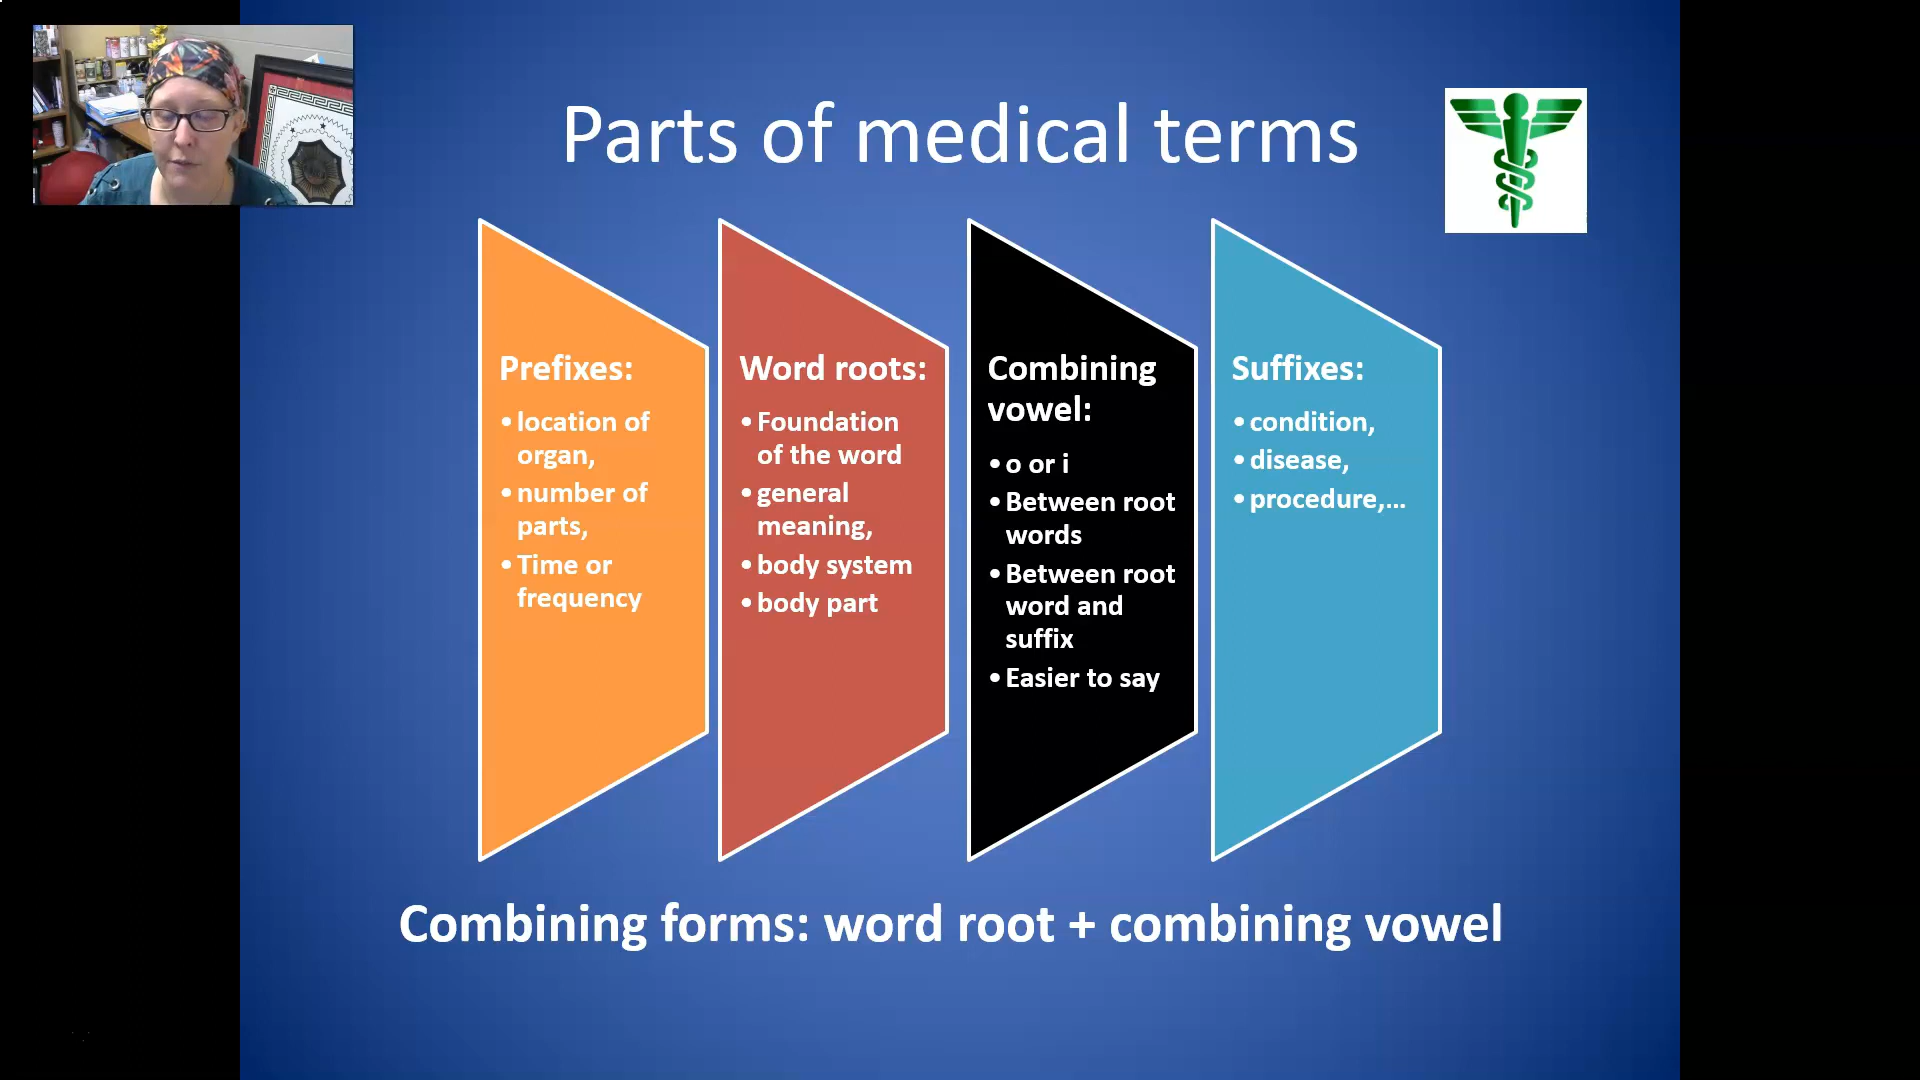 Parts of medical terms
Prefixes:
• location of
organ,
• number of
parts,
• Time or
frequency
Word roots:
• Foundation
of the word
• general
meaning,
• body system
• body part
Combining
vowel:
• o or i
• Between root
words
• Between root
word and
suffix
• Easier to say
Suffixes:
• condition,
• disease,
• procedure,...
Combining forms: word root + combining vowel